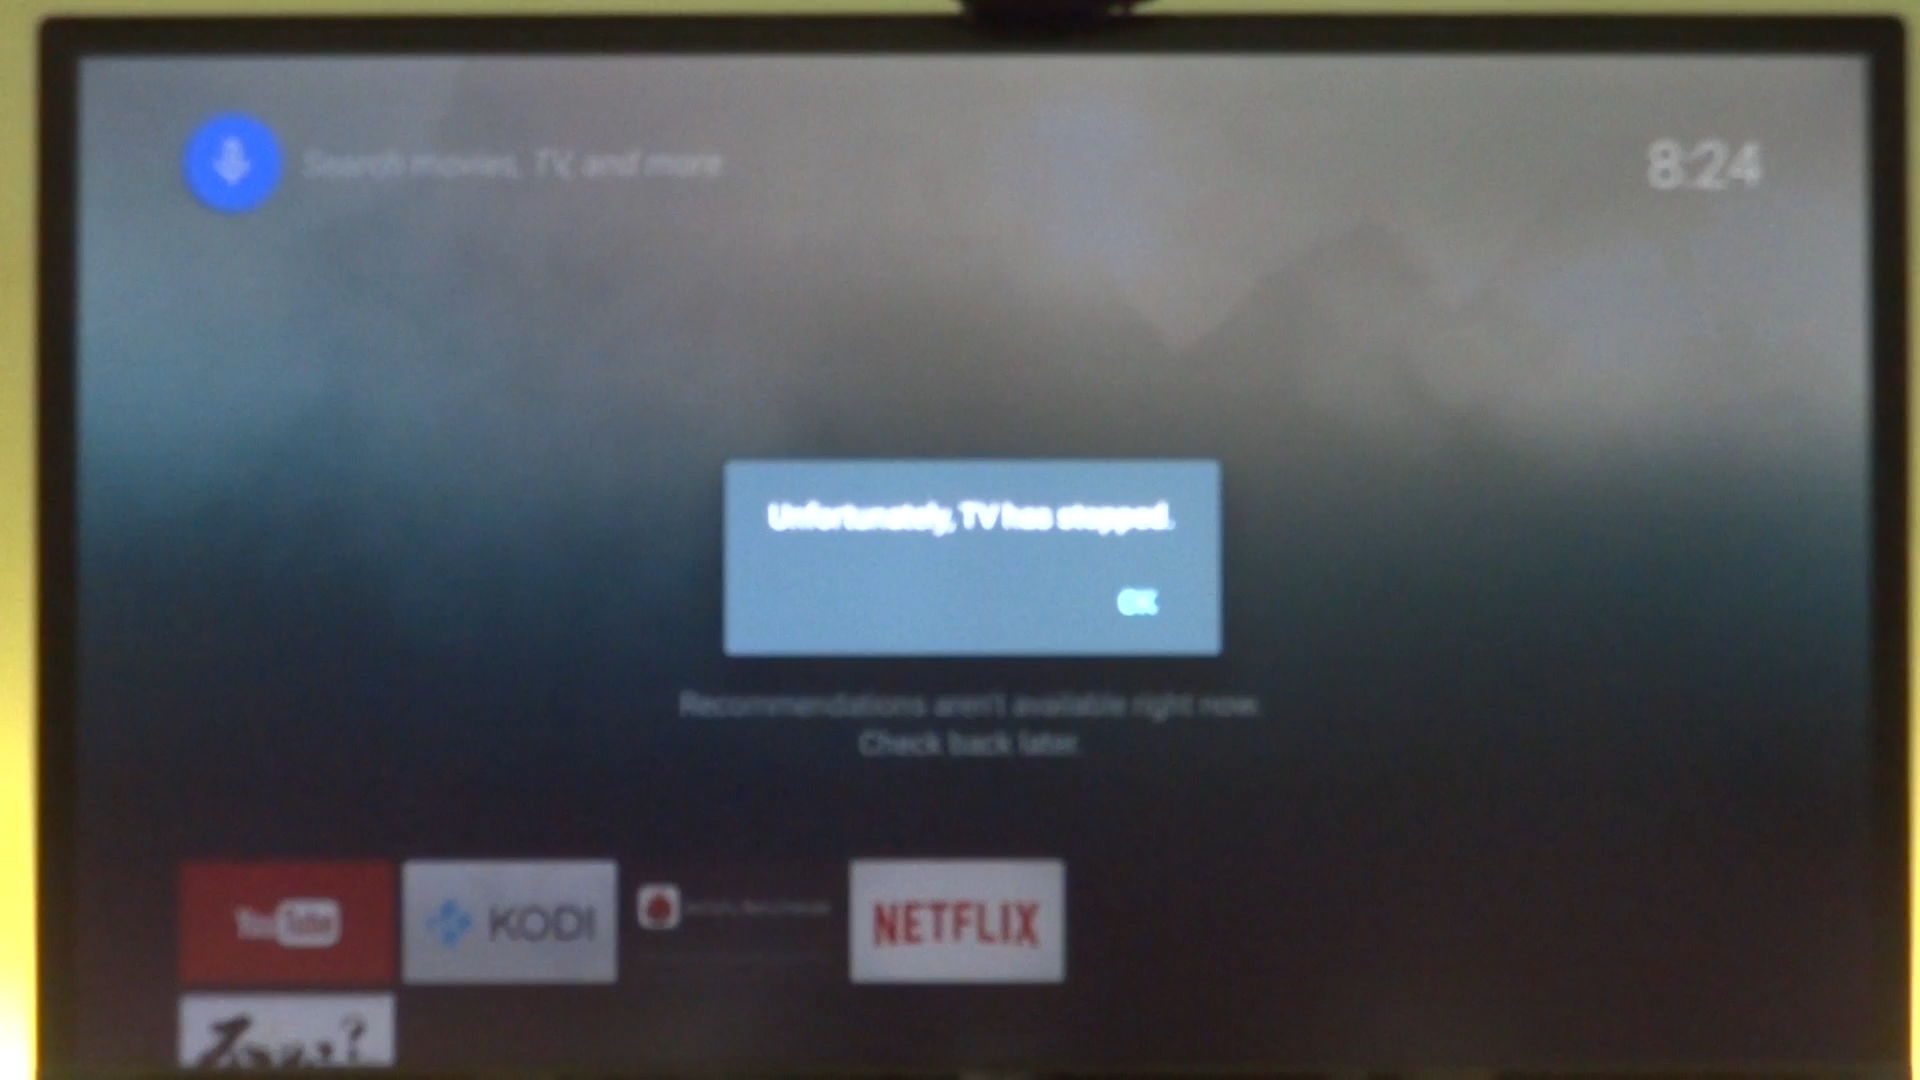 Search movies, TV, and more
8:24
Unfortunately, TV has stopped.
OK
Recommendations aren't available right now.
Check back later.
YouTube
KODI
NETFLIX